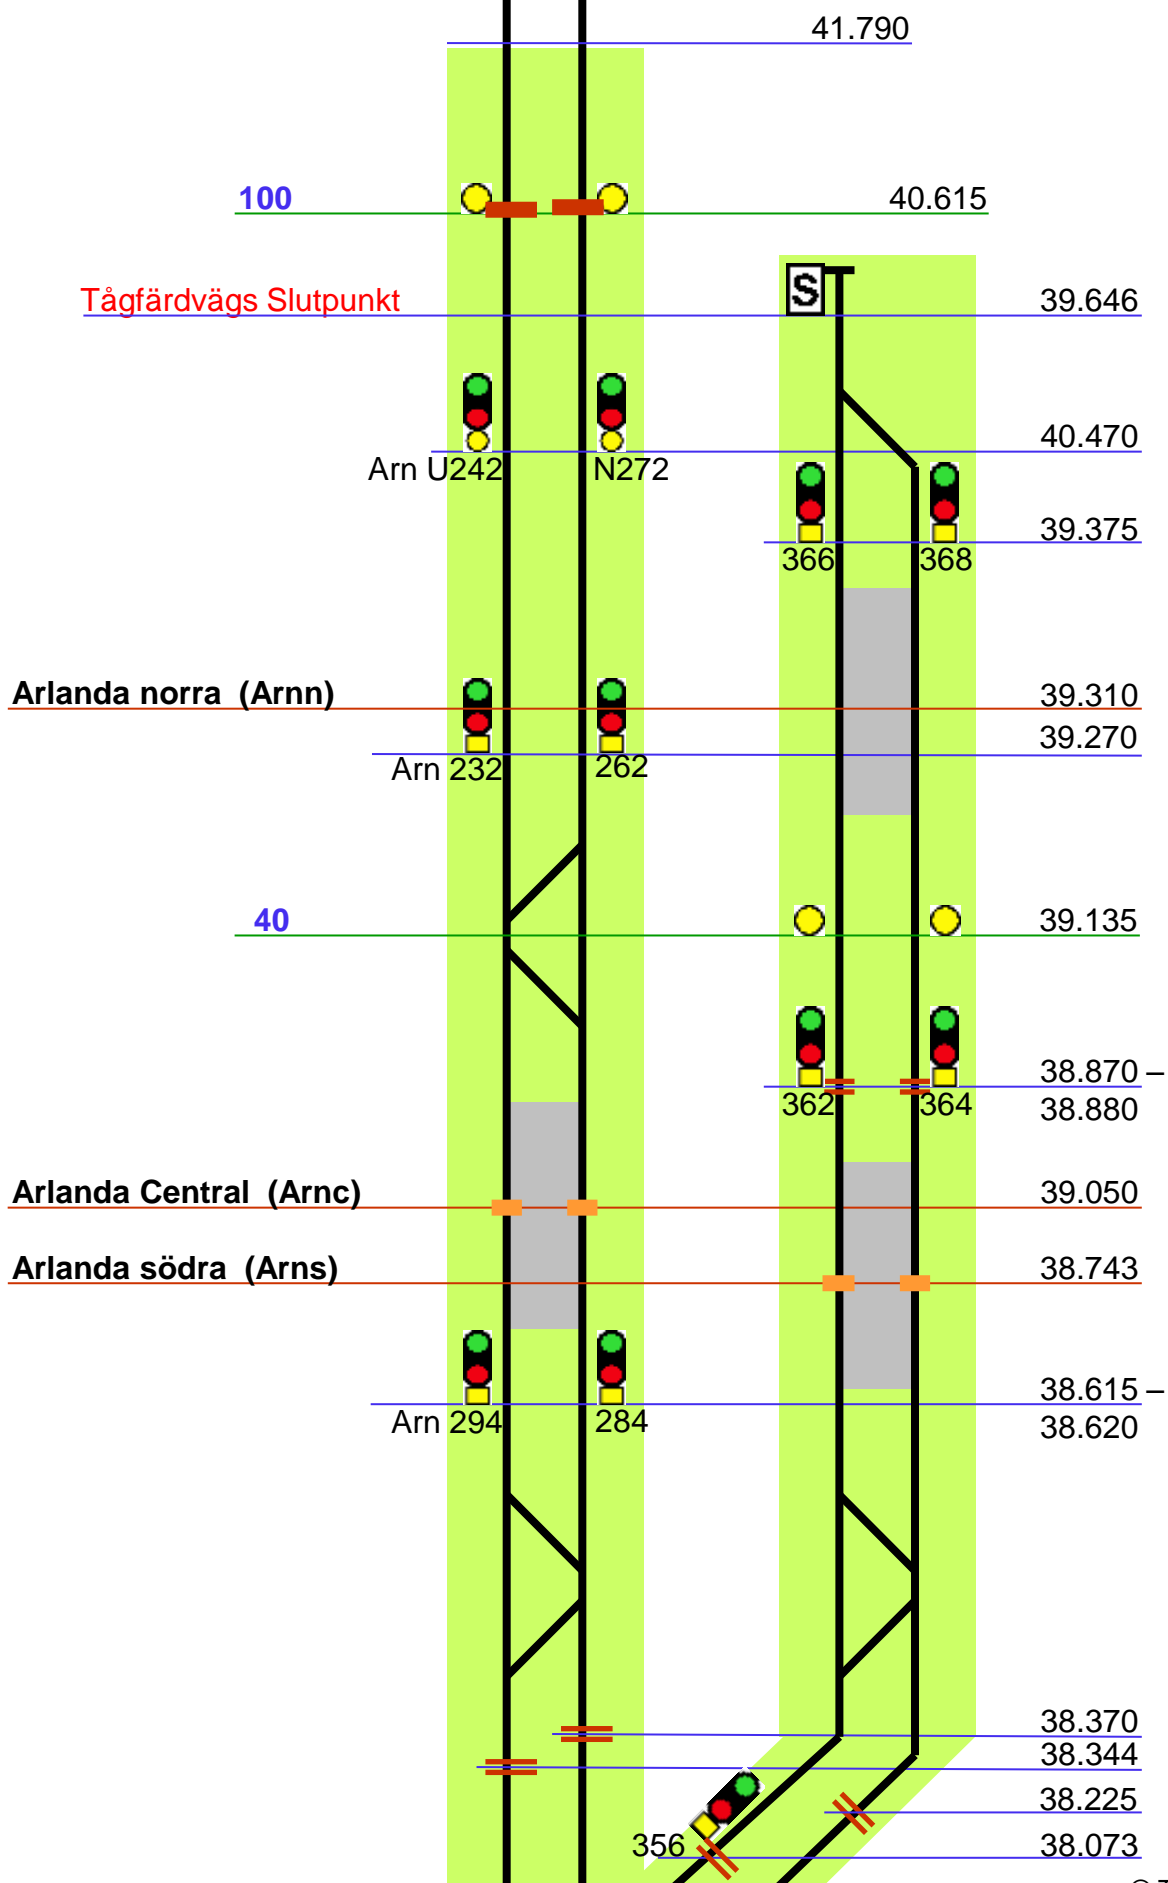 41.790
100 40.615
S
Tågfärdvägs Slutpunkt 39.646
40.470
Arn U242 N272
39.375
366 368
Arlanda norra (Arnn) 39.310
39.270
Arn 232 262
40 39.135
38.870 –
362 364 38.880
Arlanda Central (Arnc) 39.050
Arlanda södra (Arns) 38.743
38.615 –
Arn 294 284 38.620
38.370
38.344
38.225
356 38.073